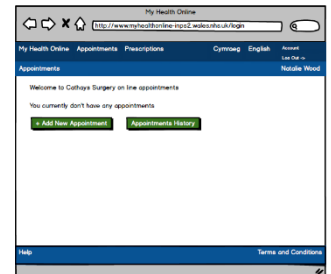 My Health Online
http://www.myhealthonline-inps2.wales.nhs.uk/login
My Health Online Appointments Prescriptions Cymraeg English Account
Log Out
Appointments Natalie Wood
Welcome to Cathays Surgery on line appointments
You currently don't have any appointments
+ Add New Appointment Appointments History
Help Terms and Conditions